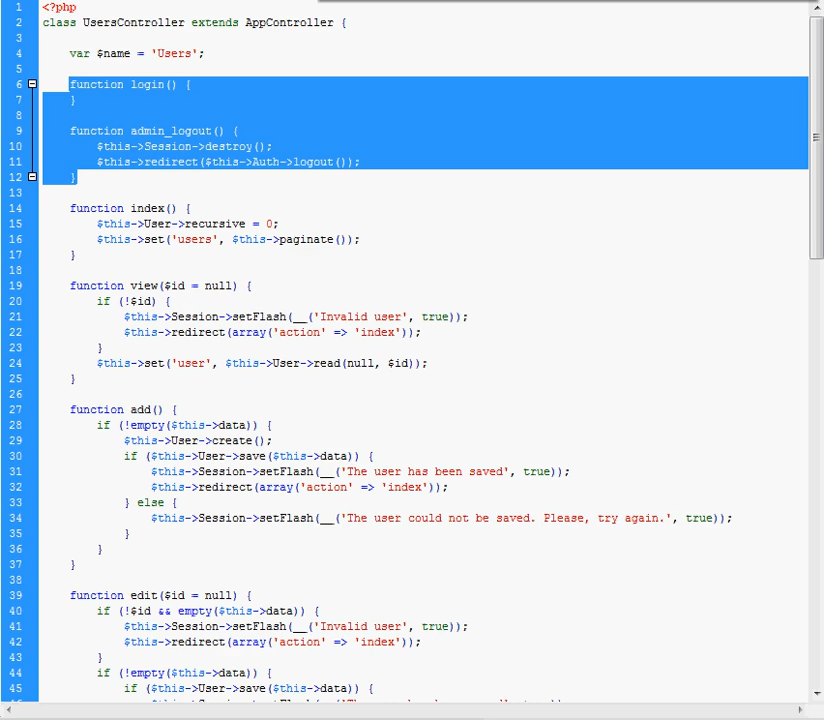 1 <?php
2 class UsersController extends AppController {
3
4 var $name = 'Users';
5
6 function login() {
7 }
8
9 function admin_logout() {
10 $this->Session->destroy();
11 $this->redirect($this->Auth->logout());
12 }
13
14 function index() {
15 $this->User->recursive = 0;
16 $this->set('users', $this->paginate());
17 }
18
19 function view($id = null) {
20 if (!$id) {
21 $this->Session->setFlash(__('Invalid user', true));
22 $this->redirect(array('action' => 'index'));
23 }
24 $this->set('user', $this->User->read(null, $id));
25 }
26
27 function add() {
28 if (!empty($this->data)) {
29 $this->User->create();
30 if ($this->User->save($this->data)) {
31 $this->Session->setFlash(__('The user has been saved', true));
32 $this->redirect(array('action' => 'index'));
33 } else {
34 $this->Session->setFlash(__('The user could not be saved. Please, try again.', true));
35 }
36 }
37 }
38
39 function edit($id = null) {
40 if (!$id && empty($this->data)) {
41 $this->Session->setFlash(__('Invalid user', true));
42 $this->redirect(array('action' => 'index'));
43 }
44 if (!empty($this->data)) {
45 if ($this->User->save($this->data)) {